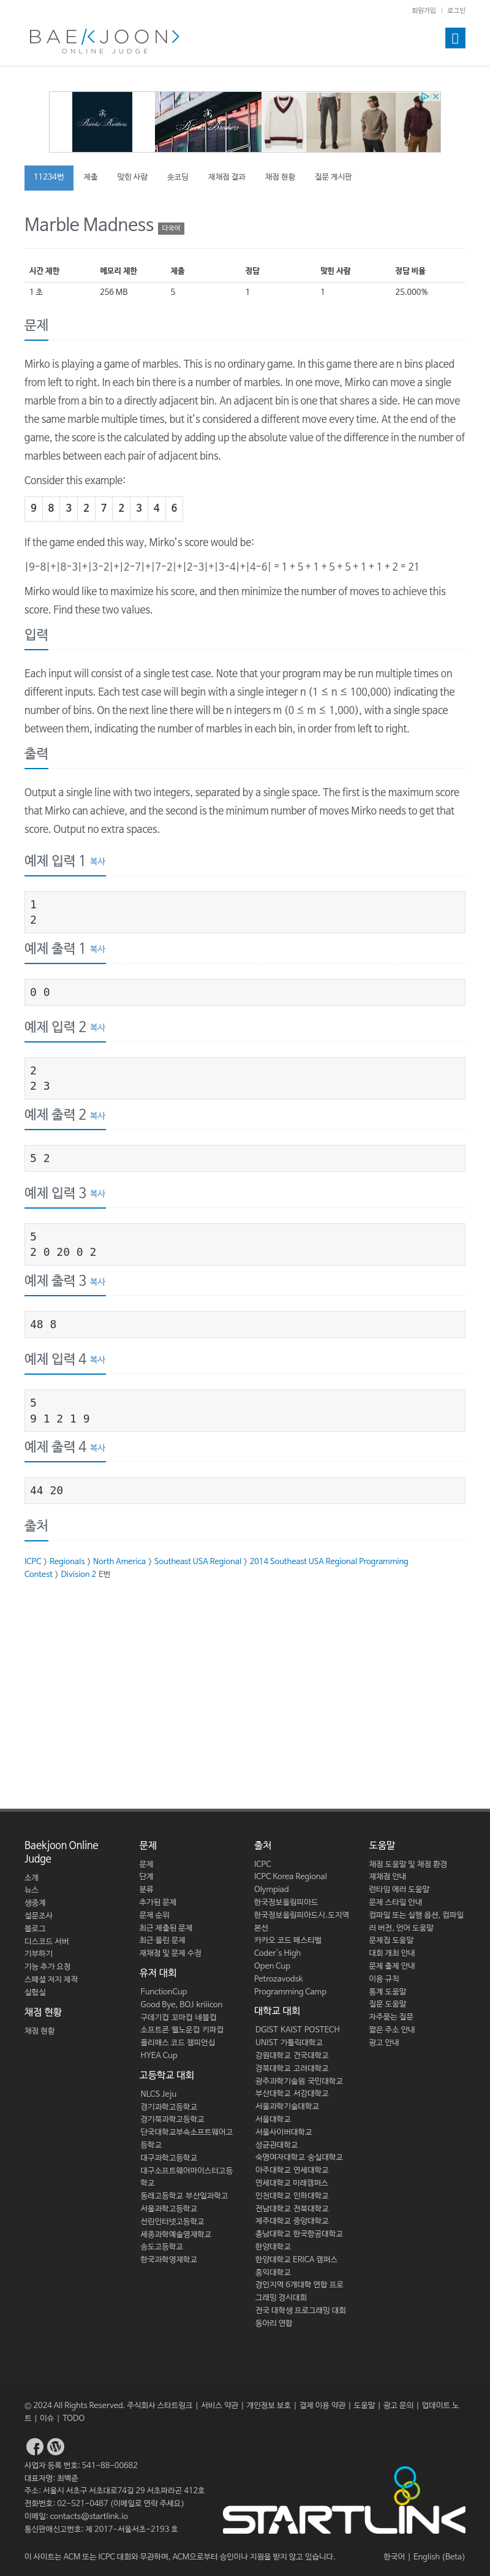 회원가입
로그인
BAEKJOON
ONLINE JUDGE
Brooks Brothers
Brooks Brothers
11234번
제출
맞힌 사람
숏코딩
재채점 결과
채점 현황
질문 게시판
Marble Madness 다국어
시간 제한 메모리 제한 제출 정답 맞힌 사람 정답 비율
1 초 256 MB 5 1 1 25.000%
문제
Mirko is playing a game of marbles. This is no ordinary game. In this game there are n bins placed
from left to right. In each bin there is a number of marbles. In one move, Mirko can move a single
marble from a bin to a directly adjacent bin. An adjacent bin is one that shares a side. He can move
the same marble multiple times, but it's considered a different move every time. At the end of the
game, the score is the calculated by adding up the absolute value of the difference in the number of
marbles between each pair of adjacent bins.
Consider this example:
9 8 3 2 7 2 3 4 6
If the game ended this way, Mirko's score would be:
|9-8|+|8-3|+|3-2|+|2-7|+|7-2|+|2-3|+|3-4|+|4-6| = 1 + 5 + 1 + 5 + 5 + 1 + 1 + 2 = 21
Mirko would like to maximize his score, and then minimize the number of moves to achieve this
score. Find these two values.
입력
Each input will consist of a single test case. Note that your program may be run multiple times on
different inputs. Each test case will begin with a single integer n (1 ≤ n ≤ 100,000) indicating the
number of bins. On the next line there will be n integers m (0 ≤ m ≤ 1,000), with a single space
between them, indicating the number of marbles in each bin, in order from left to right.
출력
Output a single line with two integers, separated by a single space. The first is the maximum score
that Mirko can achieve, and the second is the minimum number of moves Mirko needs to get that
score. Output no extra spaces.
예제 입력 1 복사
1
2
예제 출력 1 복사
0 0
예제 입력 2 복사
2
2 3
예제 출력 2 복사
5 2
예제 입력 3 복사
5
2 0 20 0 2
예제 출력 3 복사
48 8
예제 입력 4 복사
5
9 1 2 1 9
예제 출력 4 복사
44 20
출처
ICPC > Regionals > North America > Southeast USA Regional > 2014 Southeast USA Regional Programming
Contest > Division 2 E번
Baekjoon Online
Judge
소개
뉴스
생중계
설문조사
블로그
디스코드 서버
기부하기
기능 추가 요청
스페셜 저지 제작
실험실
채점 현황
채점 현황
문제
문제
단계
분류
추가된 문제
문제 순위
최근 제출된 문제
최근 풀린 문제
재채점 및 문제 수정
유저 대회
FunctionCup
Good Bye, BOJ kriiicon
구데기컵 꼬마컵 네블컵
소프트콘 웰노운컵 키파컵
폴리매스 코드 챔피언십
HYEA Cup
고등학교 대회
NLCS Jeju
경기과학고등학교
경기북과학고등학교
단국대학교부속소프트웨어고
등학교
대구과학고등학교
대구소프트웨어마이스터고등
학교
동래고등학교 부산일과학고
서울과학고등학교
선린인터넷고등학교
세종과학예술영재학교
송도고등학교
한국과학영재학교
출처
ICPC
ICPC Korea Regional
Olympiad
한국정보올림피아드
한국정보올림피아드시.도지역
본선
카카오 코드 페스티벌
Coder's High
Open Cup
Petrozavodsk
Programming Camp
대학교 대회
DGIST KAIST POSTECH
UNIST 가톨릭대학교
강원대학교 건국대학교
경북대학교 고려대학교
광주과학기술원 국민대학교
부산대학교 서강대학교
서울과학기술대학교
서울대학교
서울사이버대학교
성균관대학교
숙명여자대학교 숭실대학교
아주대학교 연세대학교
연세대학교 미래캠퍼스
인천대학교 인하대학교
전남대학교 전북대학교
제주대학교 중앙대학교
충남대학교 한국항공대학교
한양대학교
한양대학교 ERICA 캠퍼스
홍익대학교
경인지역 6개대학 연합 프로
그래밍 경시대회
전국 대학생 프로그래밍 대회
동아리 연합
도움말
채점 도움말 및 채점 환경
재채점 안내
런타임 에러 도움말
문제 스타일 안내
컴파일 또는 실행 옵션, 컴파일
러 버전, 언어 도움말
문제집 도움말
대회 개최 안내
문제 출제 안내
이용 규칙
통계 도움말
질문 도움말
자주묻는 질문
짧은 주소 안내
광고 안내
© 2024 All Rights Reserved. 주식회사 스타트링크 | 서비스 약관 | 개인정보 보호 | 결제 이용 약관 | 도움말 | 광고 문의 | 업데이트 노
트 | 이슈 | TODO
사업자 등록 번호: 541-88-00682
대표자명: 최백준
주소: 서울시 서초구 서초대로74길 29 서초파라곤 412호
전화번호: 02-521-0487 (이메일로 연락 주세요)
이메일: contacts@startlink.io
통신판매신고번호: 제 2017-서울서초-2193 호
STARTLINK
이 사이트는 ACM 또는 ICPC 대회와 무관하며, ACM으로부터 승인이나 지원을 받지 않고 있습니다.
한국어 | English (Beta)